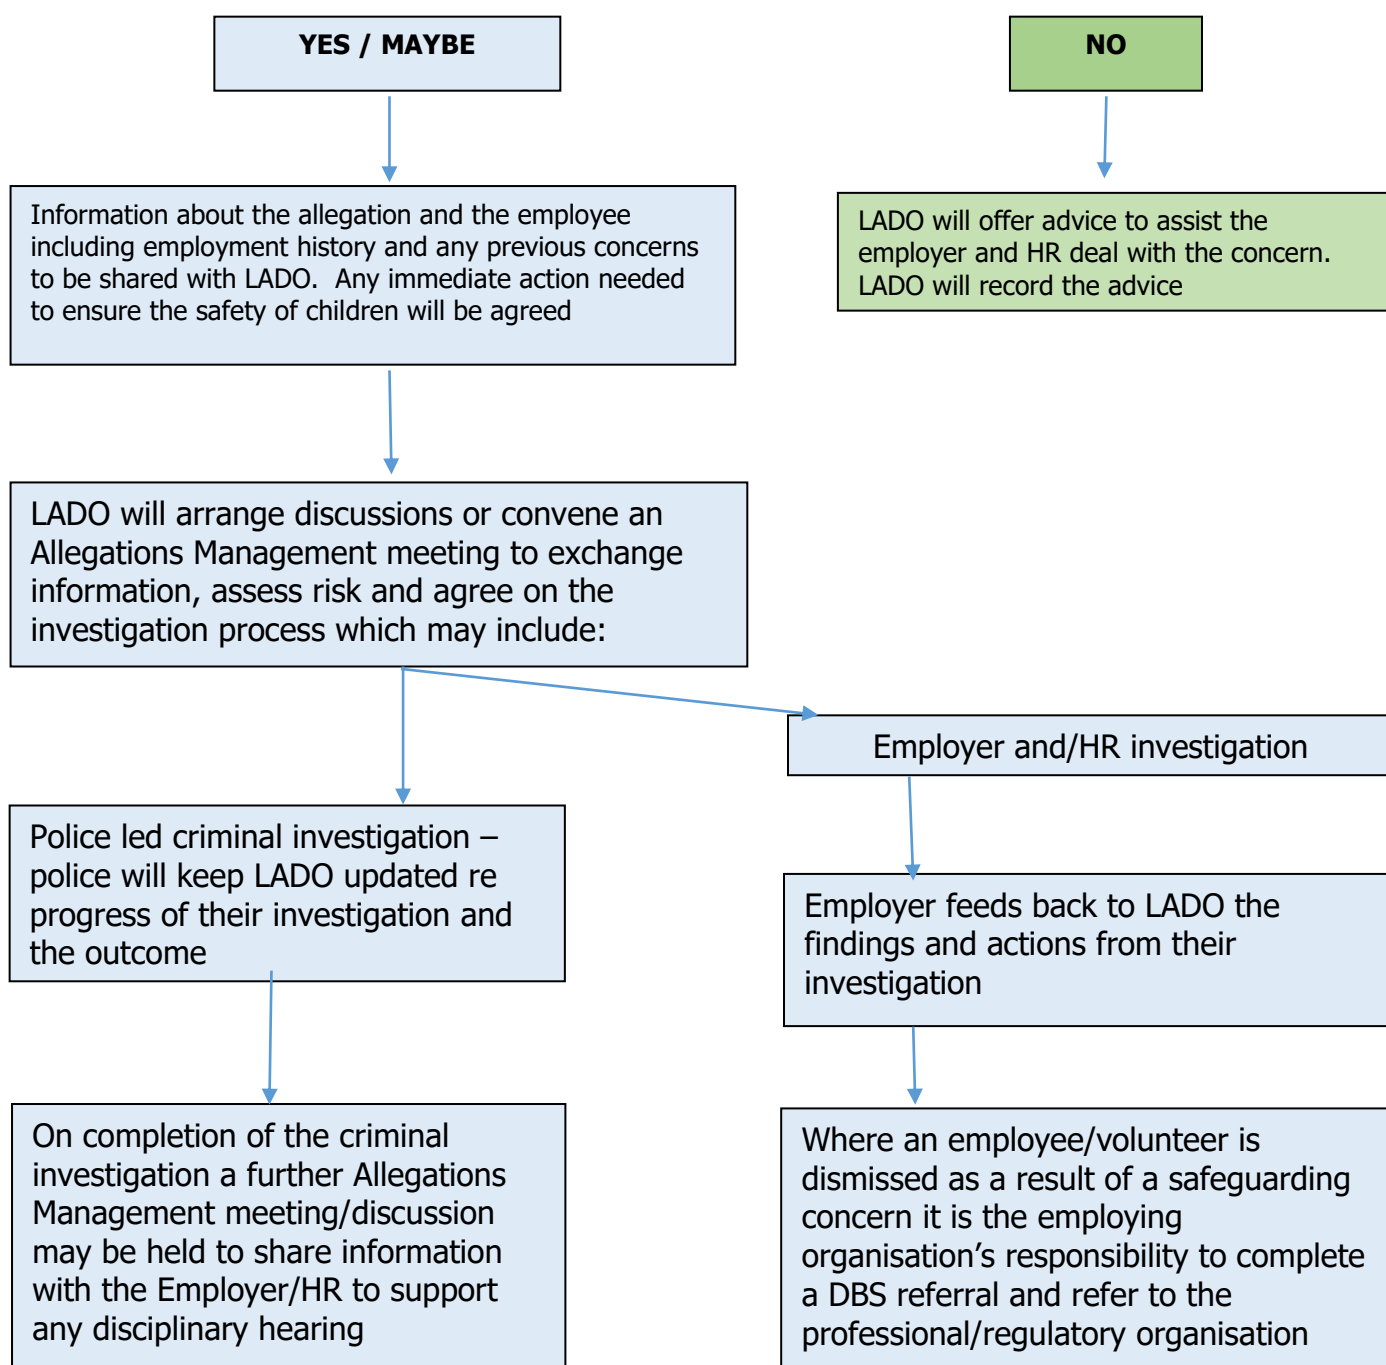 YES / MAYBE
NO
Information about the allegation and the employee
including employment history and any previous concerns
to be shared with LADO.  Any immediate action needed
to ensure the safety of children will be agreed
LADO will offer advice to assist the
employer and HR deal with the concern.
LADO will record the advice
LADO will arrange discussions or convene an
Allegations Management meeting to exchange
information, assess risk and agree on the
investigation process which may include:
Employer and/HR investigation
Police led criminal investigation –
police will keep LADO updated re
progress of their investigation and
the outcome
Employer feeds back to LADO the
findings and actions from their
investigation
On completion of the criminal
investigation a further Allegations
Management meeting/discussion
may be held to share information
with the Employer/HR to support
any disciplinary hearing
Where an employee/volunteer is
dismissed as a result of a safeguarding
concern it is the employing
organisation’s responsibility to complete
a DBS referral and refer to the
professional/regulatory organisation